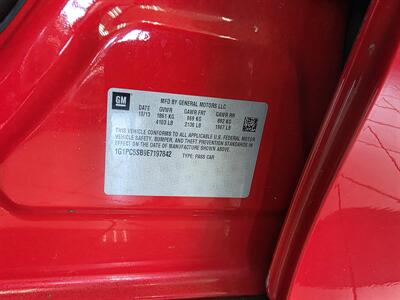 GM
MFD BY GENERAL MOTORS LLC
DATE GVWR GAWR FRT GAWR RR
10/13 1861 KG 969 KG 892 KG
4103 LB 2136 LB 1967 LB
THIS VEHICLE CONFORMS TO ALL APPLICABLE U.S. FEDERAL MOTOR
VEHICLE SAFETY, BUMPER, AND THEFT PREVENTION STANDARDS IN
EFFECT ON THE DATE OF MANUFACTURE SHOWN ABOVE.
1G1PC5SB9E7197842
TYPE: PASS CAR